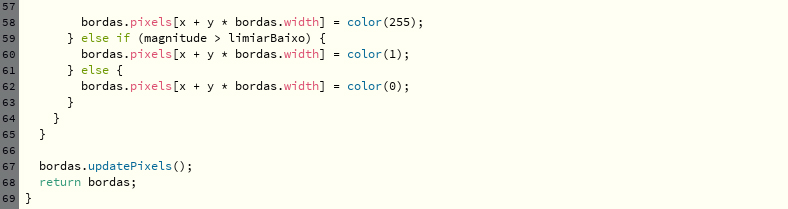 57
58 bordas.pixels[x + y * bordas.width] = color(255);
59 } else if (magnitude > limiarBaixo) {
60 bordas.pixels[x + y * bordas.width] = color(1);
61 } else {
62 bordas.pixels[x + y * bordas.width] = color(0);
63 }
64 }
65 }
66
67 bordas.updatePixels();
68 return bordas;
69 }